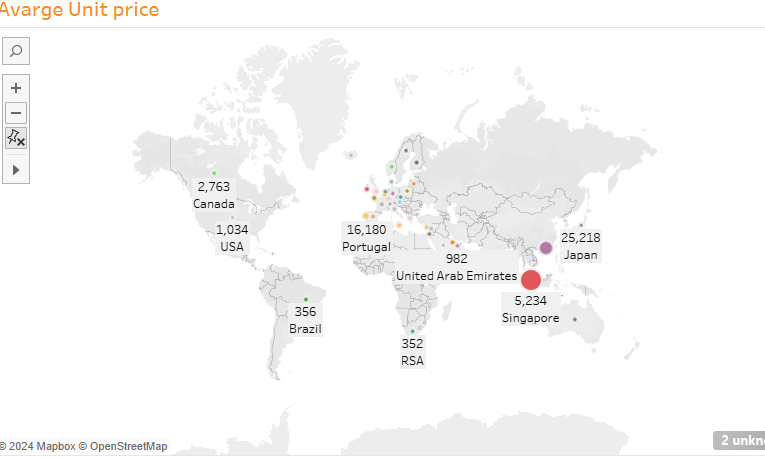 Avarge Unit price
2,763
Canada
1,034
USA
16,180
Portugal
25,218
Japan
982
United Arab Emirates
5,234
Singapore
356
Brazil
352
RSA
© 2024 Mapbox © OpenStreetMap
2 unkn